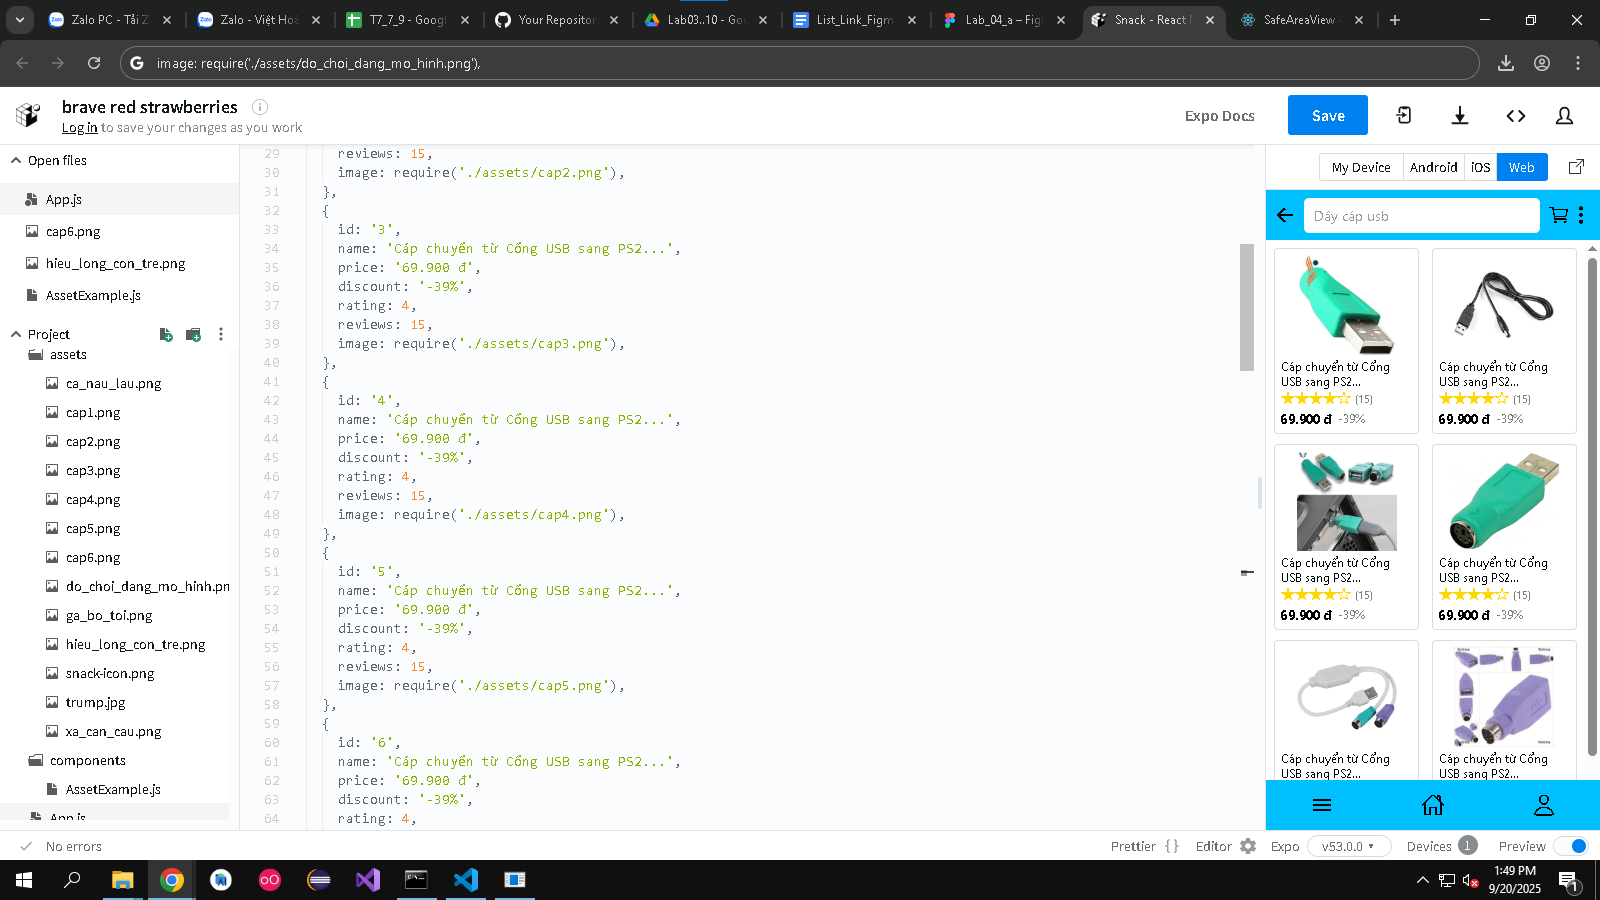 Zalo PC - Tải Z
Zalo - Việt Hoà
T7_7_9 - Google
Your Repositor
Lab03..10 - Go
List_Link_Figm
Lab_04_a – Fig
Snack - React N
SafeAreaView
image: require('./assets/do_choi_dang_mo_hinh.png'),
brave red strawberries
Log in to save your changes as you work
Expo Docs
Save
Open files
App.js
cap6.png
hieu_long_con_tre.png
AssetExample.js
Project
assets
ca_nau_lau.png
cap1.png
cap2.png
cap3.png
cap4.png
cap5.png
cap6.png
do_choi_dang_mo_hinh.pn
ga_bo_toi.png
hieu_long_con_tre.png
snack-icon.png
trump.jpg
xa_can_cau.png
components
AssetExample.js
App.js
29 reviews: 15,
30 image: require('./assets/cap2.png'),
31 },
32 {
33 id: '3',
34 name: 'Cáp chuyển từ Cổng USB sang PS2...',
35 price: '69.900 đ',
36 discount: '-39%',
37 rating: 4,
38 reviews: 15,
39 image: require('./assets/cap3.png'),
40 },
41 {
42 id: '4',
43 name: 'Cáp chuyển từ Cổng USB sang PS2...',
44 price: '69.900 đ',
45 discount: '-39%',
46 rating: 4,
47 reviews: 15,
48 image: require('./assets/cap4.png'),
49 },
50 {
51 id: '5',
52 name: 'Cáp chuyển từ Cổng USB sang PS2...',
53 price: '69.900 đ',
54 discount: '-39%',
55 rating: 4,
56 reviews: 15,
57 image: require('./assets/cap5.png'),
58 },
59 {
60 id: '6',
61 name: 'Cáp chuyển từ Cổng USB sang PS2...',
62 price: '69.900 đ',
63 discount: '-39%',
64 rating: 4,
My Device
Android
iOS
Web
Dây cáp usb
Cáp chuyển từ Cổng
USB sang PS2...
(15)
69.900 đ -39%
Cáp chuyển từ Cổng
USB sang PS2...
(15)
69.900 đ -39%
Cáp chuyển từ Cổng
USB sang PS2...
(15)
69.900 đ -39%
Cáp chuyển từ Cổng
USB sang PS2...
(15)
69.900 đ -39%
Cáp chuyển từ Cổng
USB sang PS2...
Cáp chuyển từ Cổng
USB sang PS2...
No errors
Prettier { }
Editor
Expo
v53.0.0
Devices 1
Preview
1:49 PM
9/20/2025
1